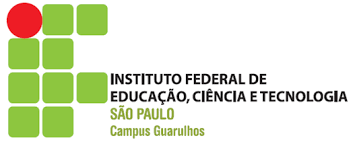 INSTITUTO FEDERAL DE
EDUCAÇÃO, CIÊNCIA E TECNOLOGIA
SÃO PAULO
Campus Guarulhos